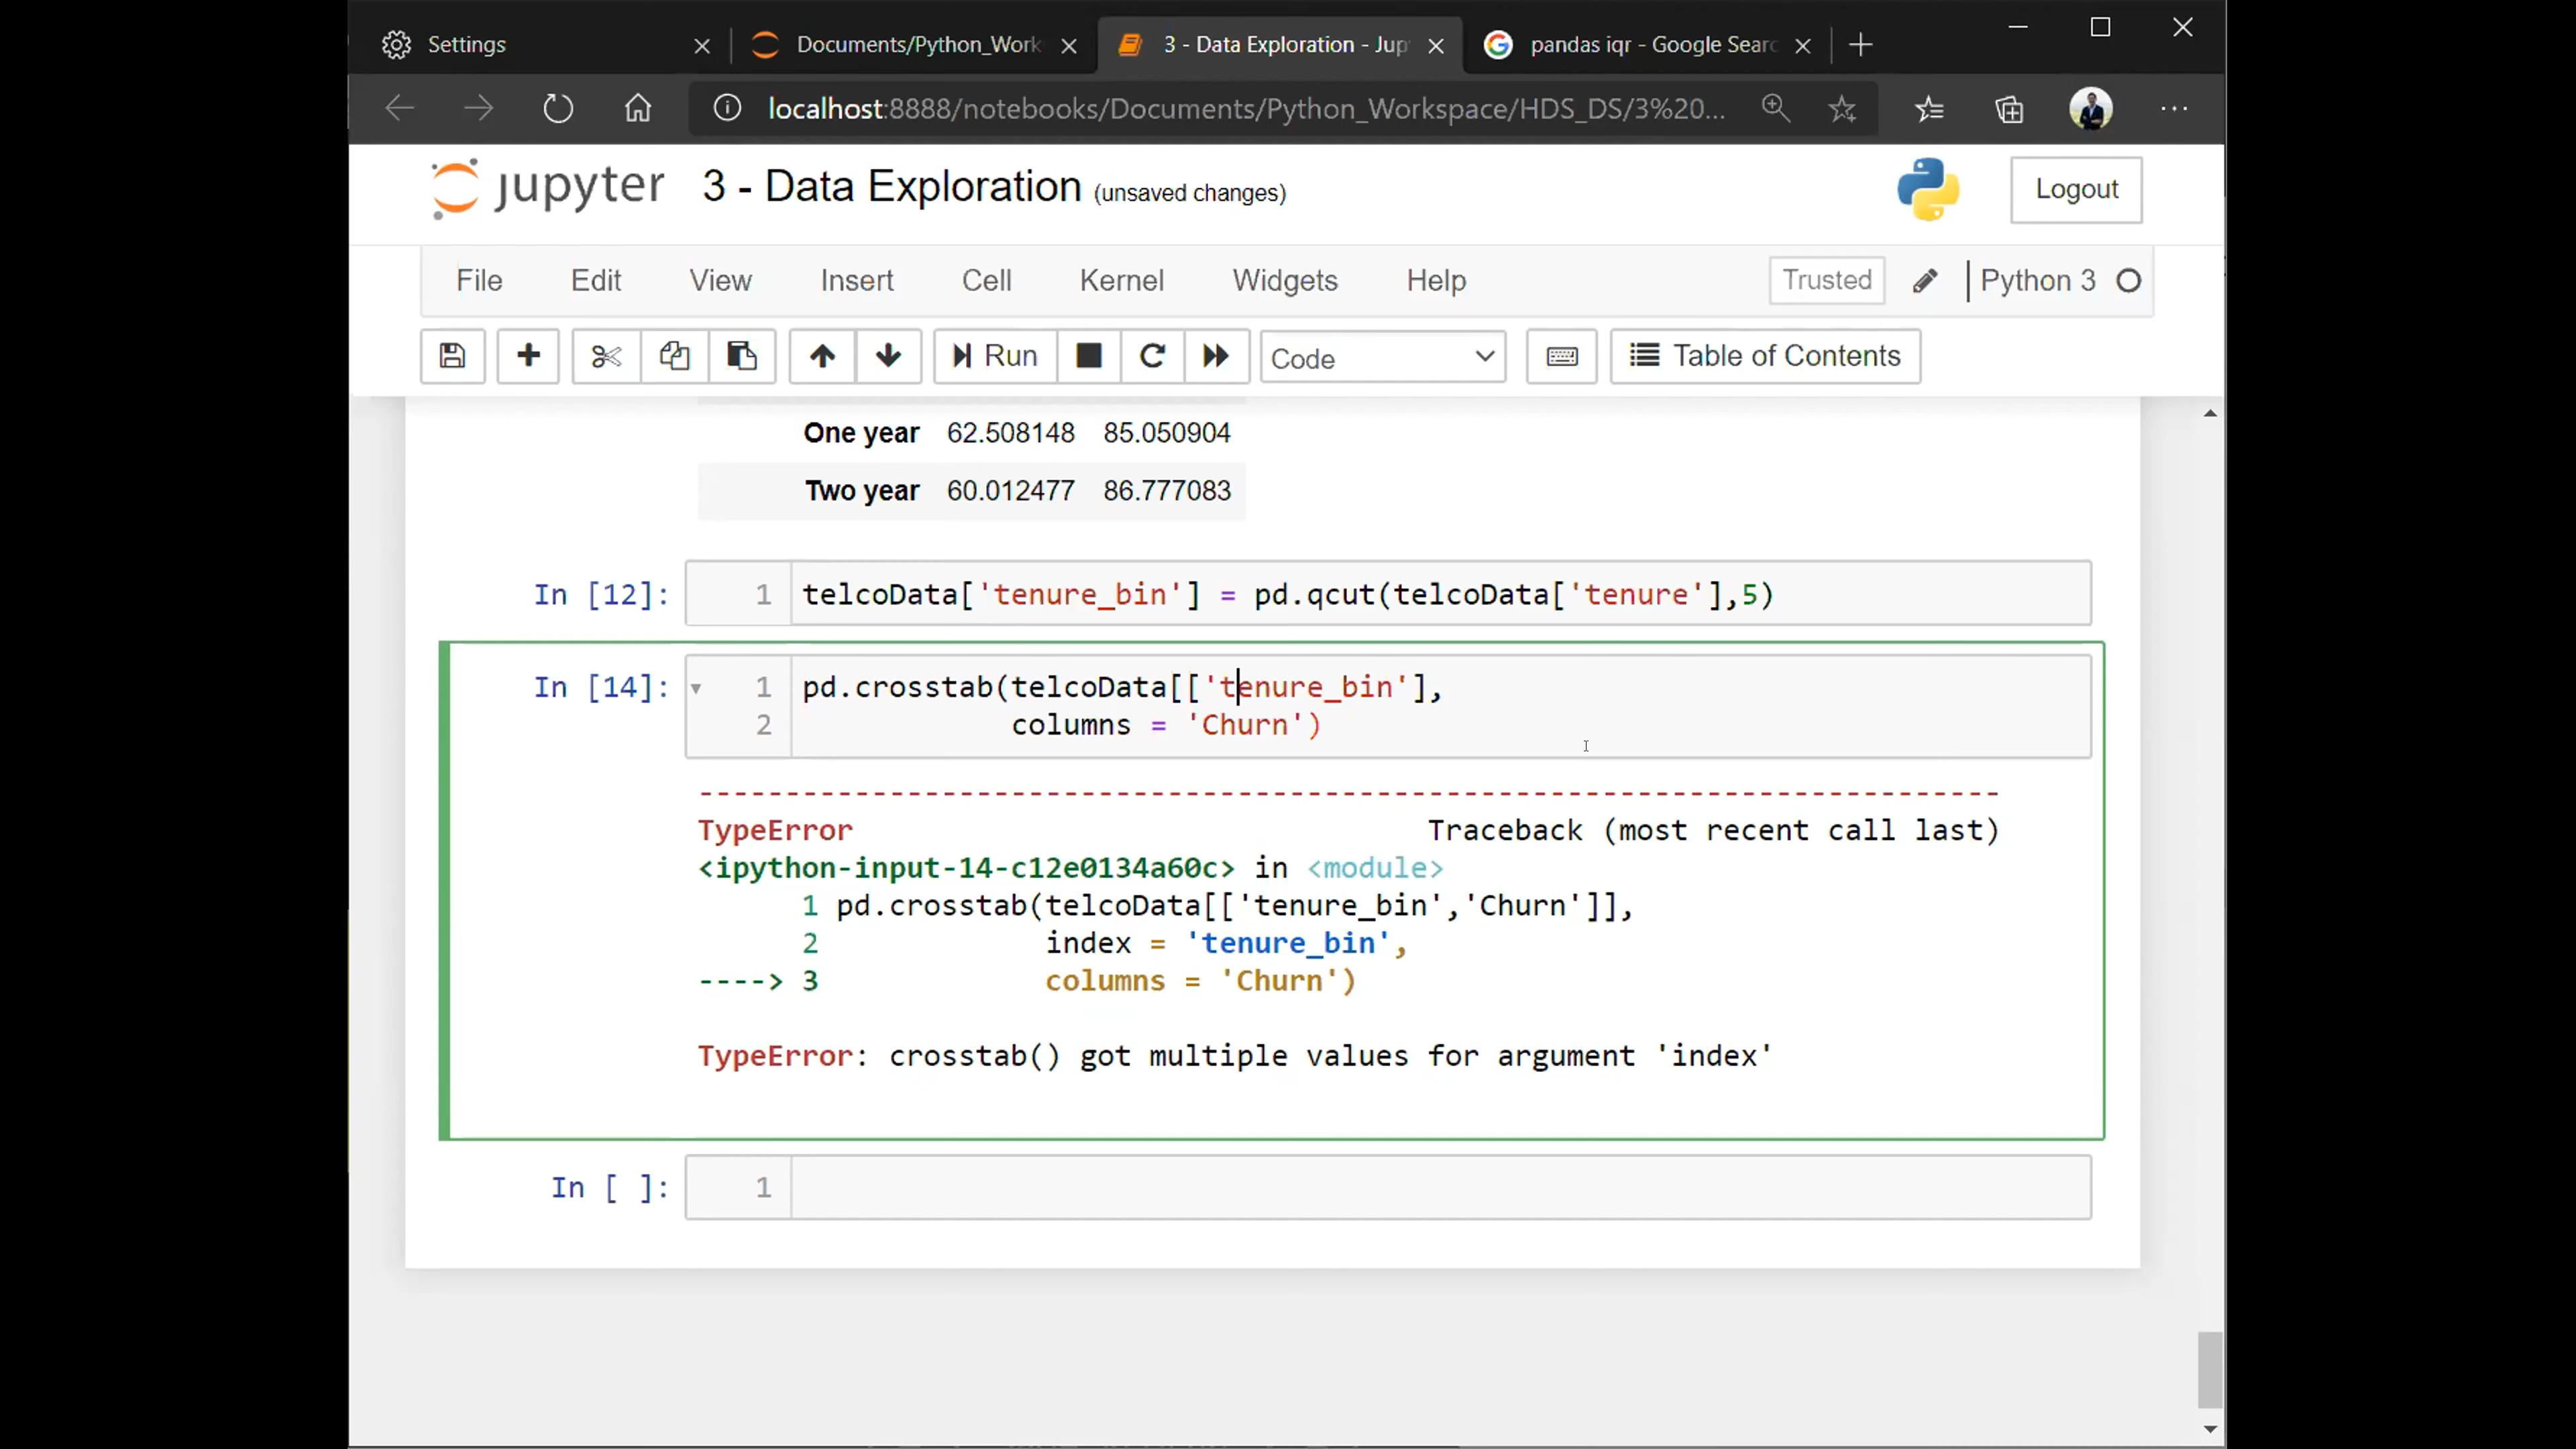 Settings
Documents/Python_Work
3 - Data Exploration - Jup
pandas iqr - Google Searc
localhost:8888/notebooks/Documents/Python_Workspace/HDS_DS/3%20...
jupyter 3 - Data Exploration (unsaved changes)
Logout
File Edit View Insert Cell Kernel Widgets Help Trusted Python 3
Run Code Table of Contents
One year 62.508148 85.050904
Two year 60.012477 86.777083
In [12]: 1 telcoData['tenure_bin'] = pd.qcut(telcoData['tenure'],5)
In [14]: 1 pd.crosstab(telcoData[['tenure_bin'],
2 columns = 'Churn')
---------------------------------------------------------------------------
TypeError Traceback (most recent call last)
<ipython-input-14-c12e0134a60c> in <module>
1 pd.crosstab(telcoData[['tenure_bin','Churn']],
2 index = 'tenure_bin',
----> 3 columns = 'Churn')
TypeError: crosstab() got multiple values for argument 'index'
In [ ]: 1